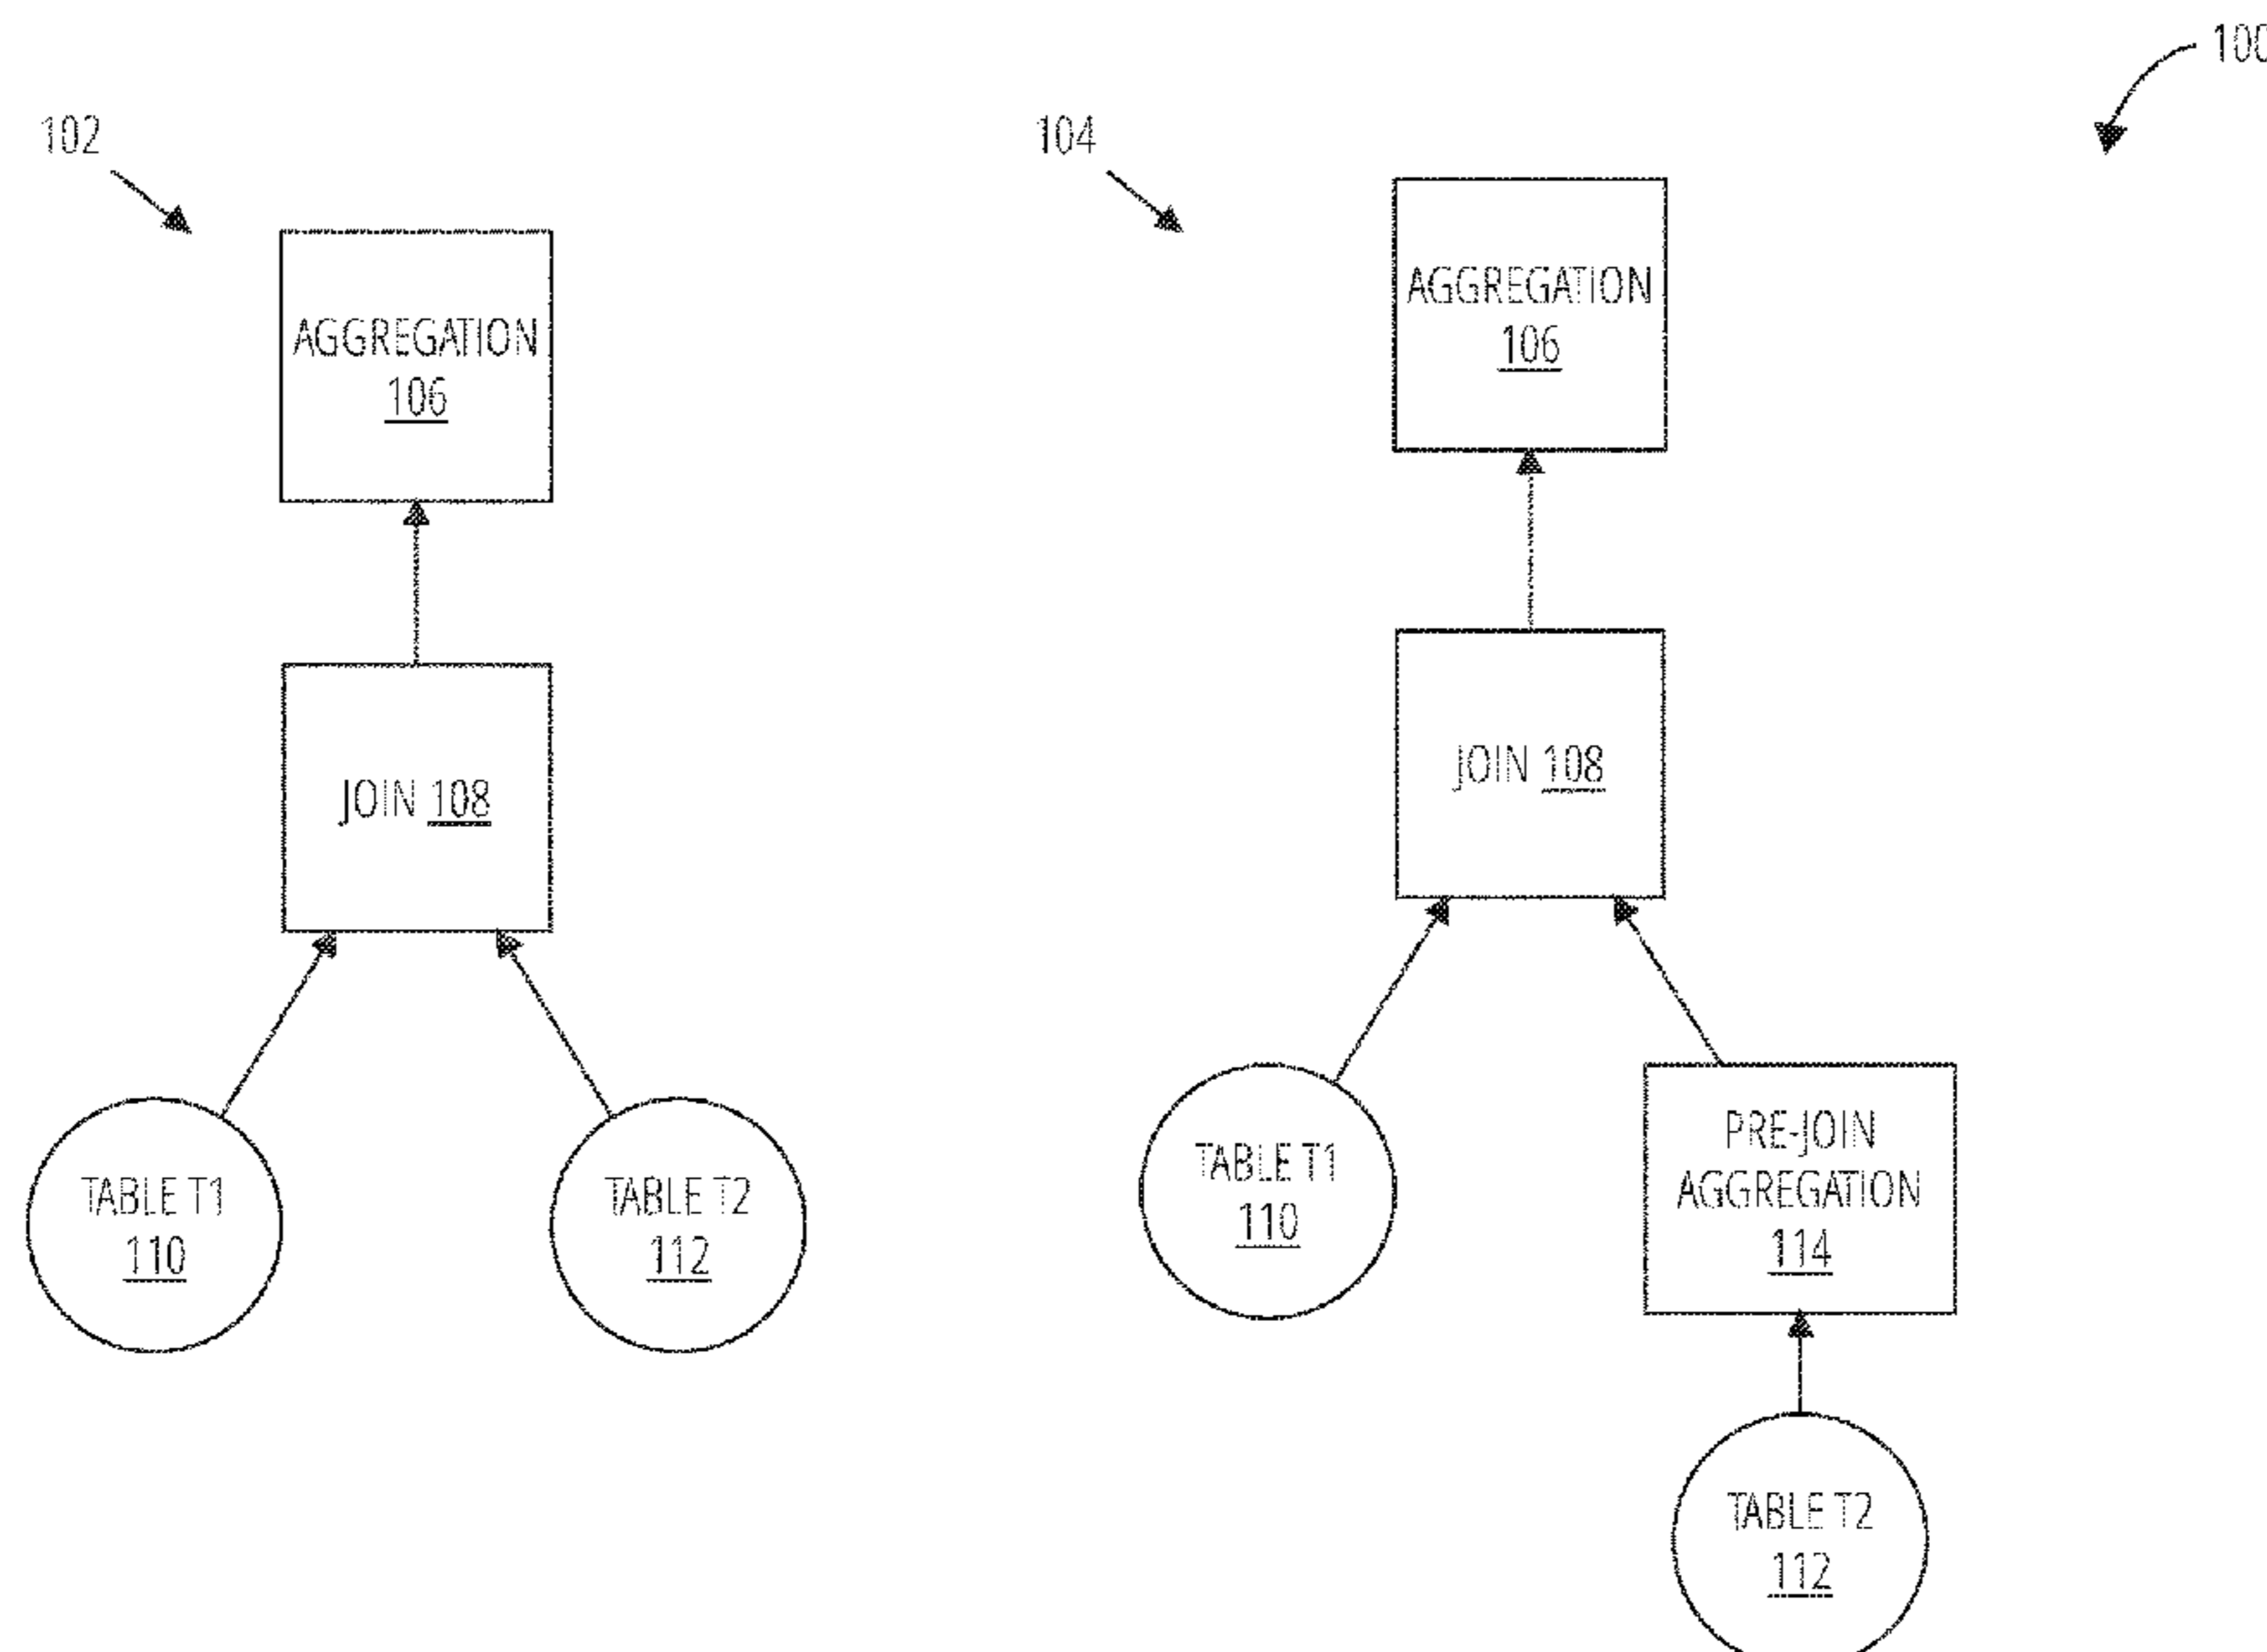 100
102
104
AGGREGATION
106
AGGREGATION
106
JOIN 108
JOIN 108
TABLE T1
110
TABLE T2
112
TABLE T1
110
PRE-JOIN
AGGREGATION
114
TABLE T2
112